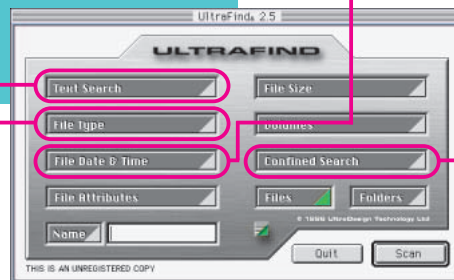 UltraFind® 2.5
ULTRAFIND
Text Search
File Size
File Type
Volumes
File Date & Time
Confined Search
File Attributes
Files
Folders
Name
© 1995 UltraDesign Technology Ltd
Quit
Scan
THIS IS AN UNREGISTERED COPY